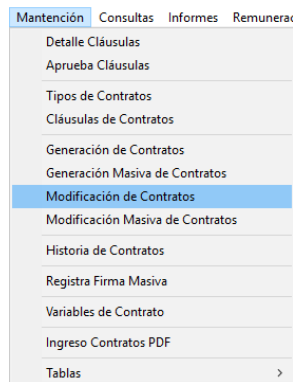 Mantención Consultas Informes Remunera
Detalle Cláusulas
Aprueba Cláusulas
Tipos de Contratos
Cláusulas de Contratos
Generación de Contratos
Generación Masiva de Contratos
Modificación de Contratos
Modificación Masiva de Contratos
Historia de Contratos
Registra Firma Masiva
Variables de Contrato
Ingreso Contratos PDF
Tablas >